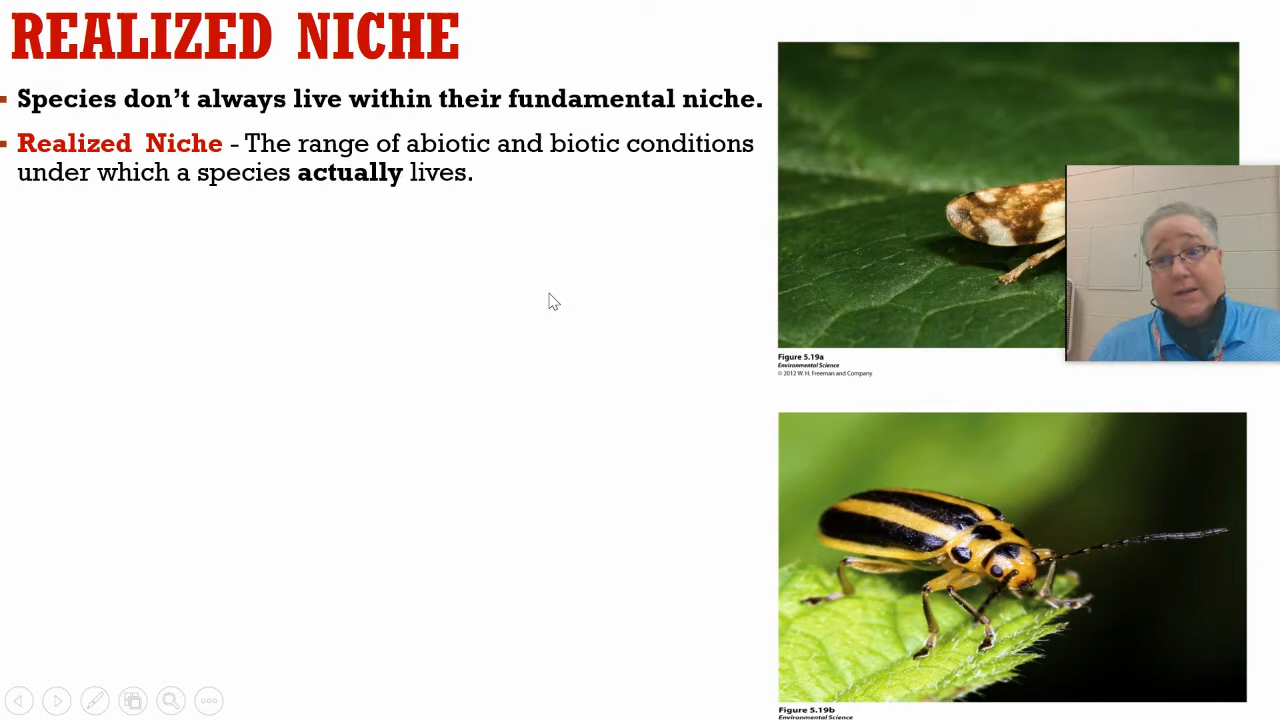 REALIZED NICHE
Species don’t always live within their fundamental niche.
Realized Niche - The range of abiotic and biotic conditions
under which a species actually lives.
Figure 5.19a
Environmental Science
© 2012 W. H. Freeman and Company
Figure 5.19b
Environmental Science